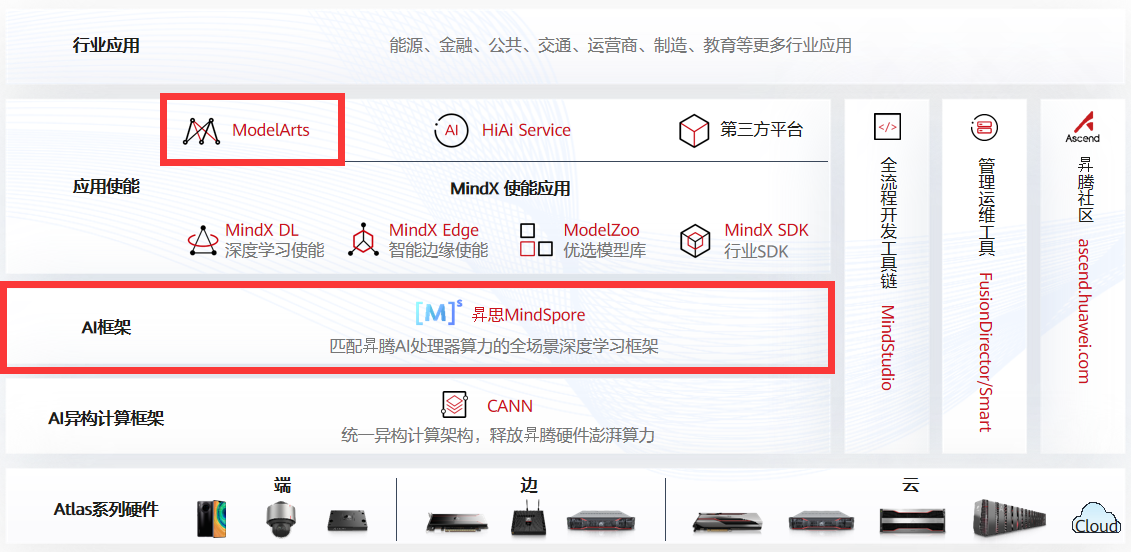 行业应用
能源、金融、公共、交通、运营商、制造、教育等更多行业应用
ModelArts
AI
HiAi Service
第三方平台
应用使能
MindX 使能应用
MindX DL
深度学习使能
MindX Edge
智能边缘使能
ModelZoo
优选模型库
MindX SDK
行业SDK
</>
全流程开发工具链 MindStudio
管理运维工具 FusionDirector/Smart
Ascend
昇腾社区 ascend.huawei.com
AI框架
[M]s
昇思MindSpore
匹配昇腾AI处理器算力的全场景深度学习框架
AI异构计算框架
CANN
统一异构计算架构，释放昇腾硬件澎湃算力
Atlas系列硬件
端
边
云
Cloud